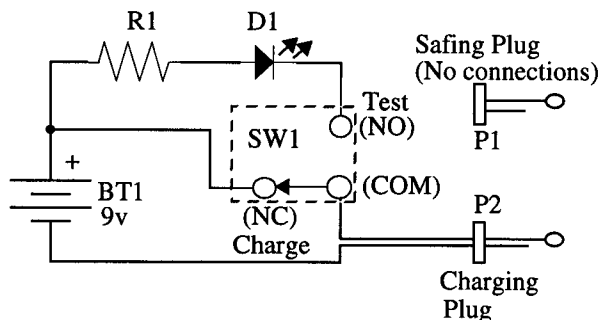 R1
D1
Safing Plug
(No connections)
Test
(NO)
SW1
P1
+
BT1
9v
(COM)
(NC)
Charge
P2
Charging
Plug